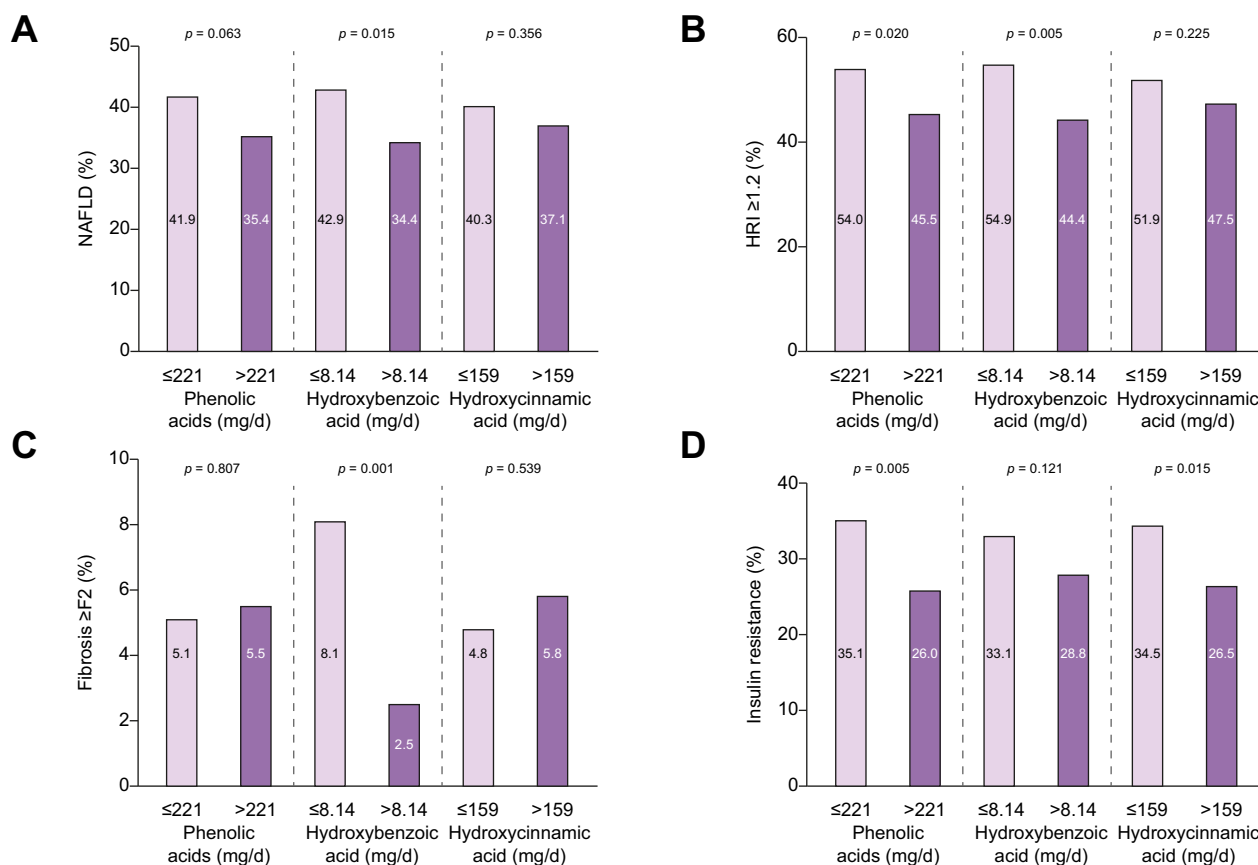 A
p = 0.063 p = 0.015 p = 0.356
NAFLD (%)
50
40
30
20
10
0
41.9 35.4 42.9 34.4 40.3 37.1
≤221 >221 ≤8.14 >8.14 ≤159 >159
Phenolic Hydroxybenzoic Hydroxycinnamic
acids (mg/d) acid (mg/d) acid (mg/d)
B
p = 0.020 p = 0.005 p = 0.225
HRI ≥1.2 (%)
60
40
20
0
54.0 45.5 54.9 44.4 51.9 47.5
≤221 >221 ≤8.14 >8.14 ≤159 >159
Phenolic Hydroxybenzoic Hydroxycinnamic
acids (mg/d) acid (mg/d) acid (mg/d)
C
p = 0.807 p = 0.001 p = 0.539
Fibrosis ≥F2 (%)
10
8
6
4
2
0
5.1 5.5 8.1 2.5 4.8 5.8
≤221 >221 ≤8.14 >8.14 ≤159 >159
Phenolic Hydroxybenzoic Hydroxycinnamic
acids (mg/d) acid (mg/d) acid (mg/d)
D
p = 0.005 p = 0.121 p = 0.015
Insulin resistance (%)
40
30
20
10
0
35.1 26.0 33.1 28.8 34.5 26.5
≤221 >221 ≤8.14 >8.14 ≤159 >159
Phenolic Hydroxybenzoic Hydroxycinnamic
acids (mg/d) acid (mg/d) acid (mg/d)